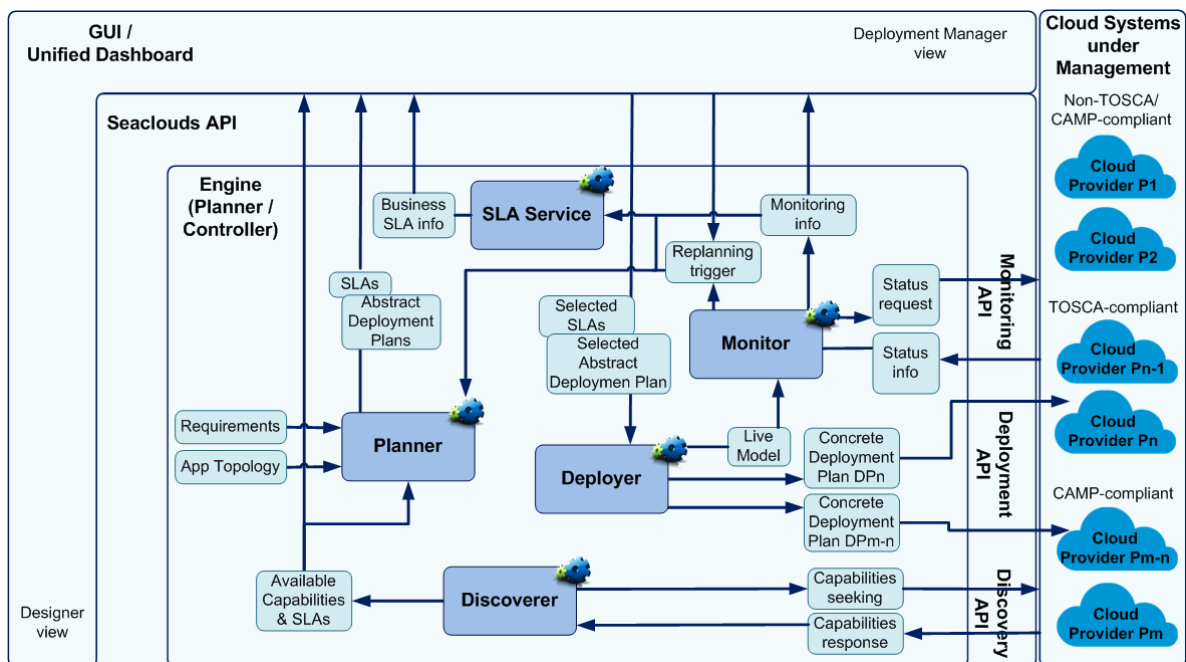 GUI /
Unified Dashboard
Deployment Manager
view
Cloud Systems
under
Management
Non-TOSCA/
CAMP-compliant
Cloud
Provider P1
Cloud
Provider P2
TOSCA-compliant
Cloud
Provider Pn-1
Cloud
Provider Pn
CAMP-compliant
Cloud
Provider Pm-n
Cloud
Provider Pm
Seaclouds API
Engine
(Planner /
Controller)
Business
SLA info
SLA Service
Monitoring
info
Replanning
trigger
Status
request
Monitoring
API
SLAs
Abstract
Deployment
Plans
Selected
SLAs
Selected
Abstract
Deploymen Plan
Monitor
Status
info
Requirements
App Topology
Planner
Deployer
Live
Model
Concrete
Deployment
Plan DPn
Concrete
Deployment
Plan DPm-n
Deployment
API
Available
Capabilities
& SLAs
Discoverer
Capabilities
seeking
Capabilities
response
Discovery
API
Designer
view